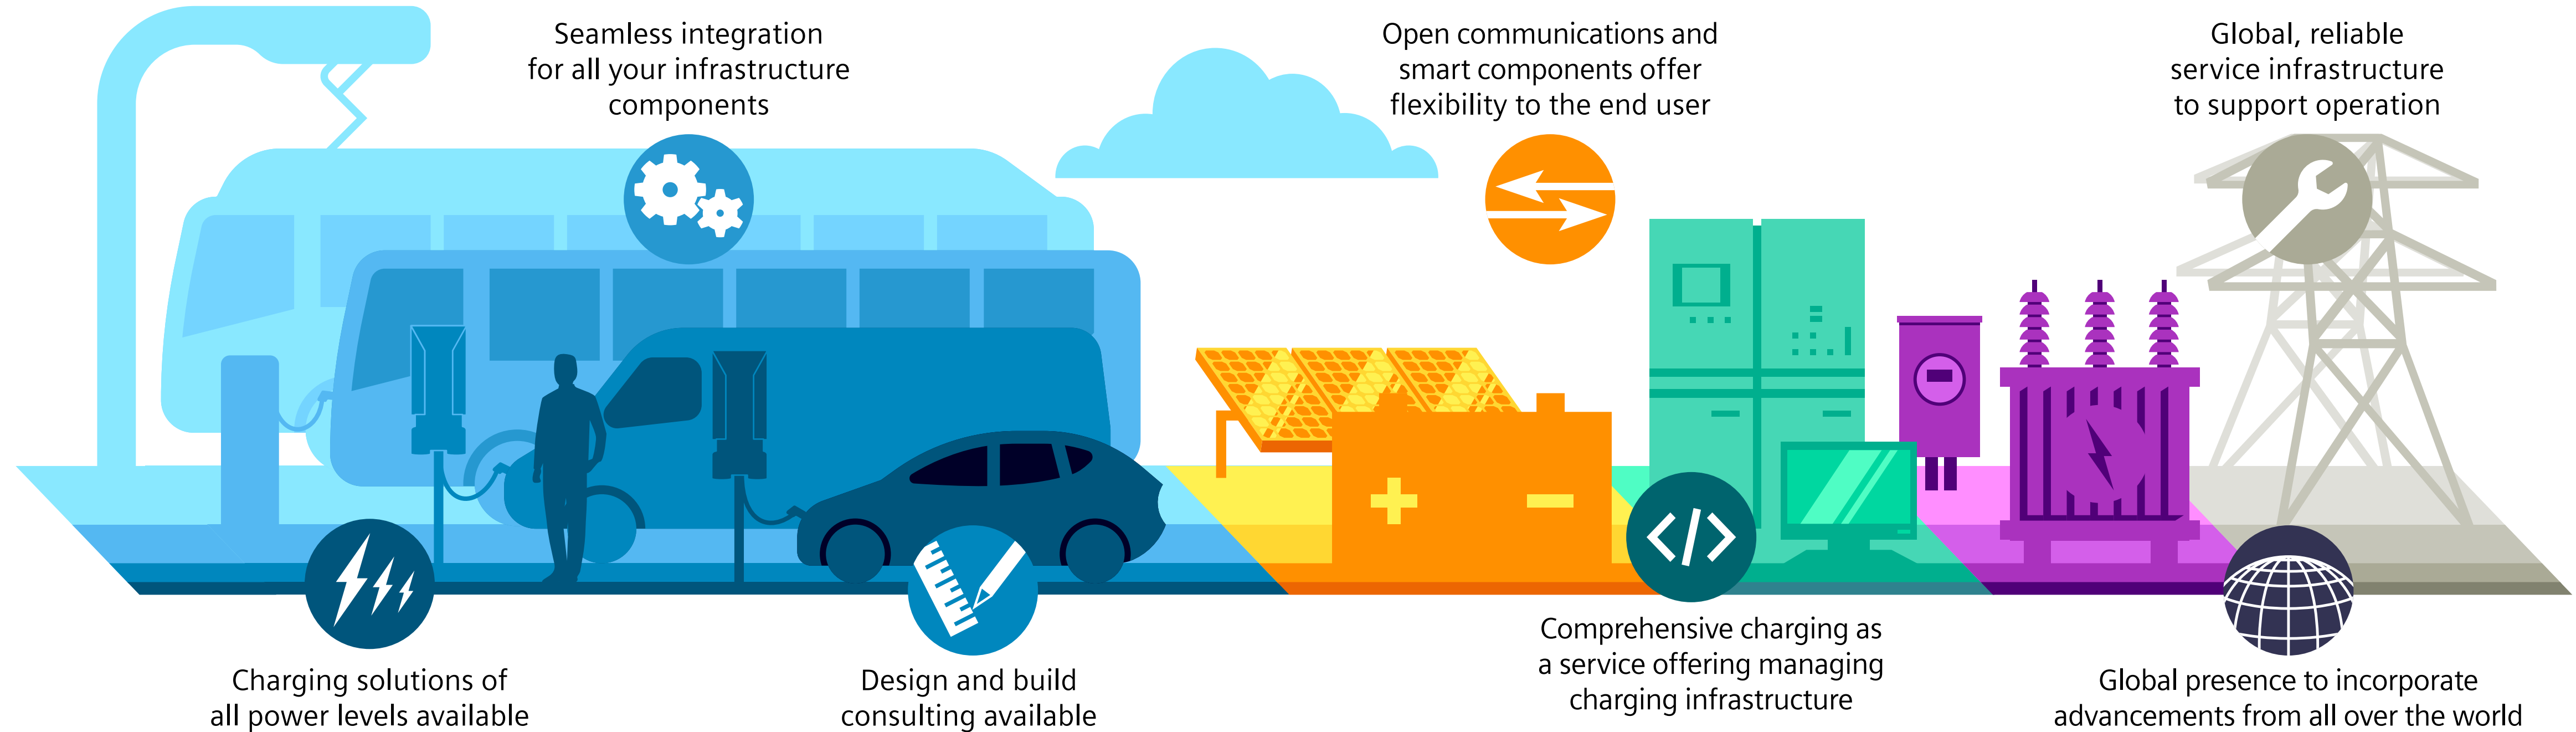 Seamless integration
for all your infrastructure
components
Open communications and
smart components offer
flexibility to the end user
Global, reliable
service infrastructure
to support operation
Charging solutions of
all power levels available
Design and build
consulting available
Comprehensive charging as
a service offering managing
charging infrastructure
Global presence to incorporate
advancements from all over the world